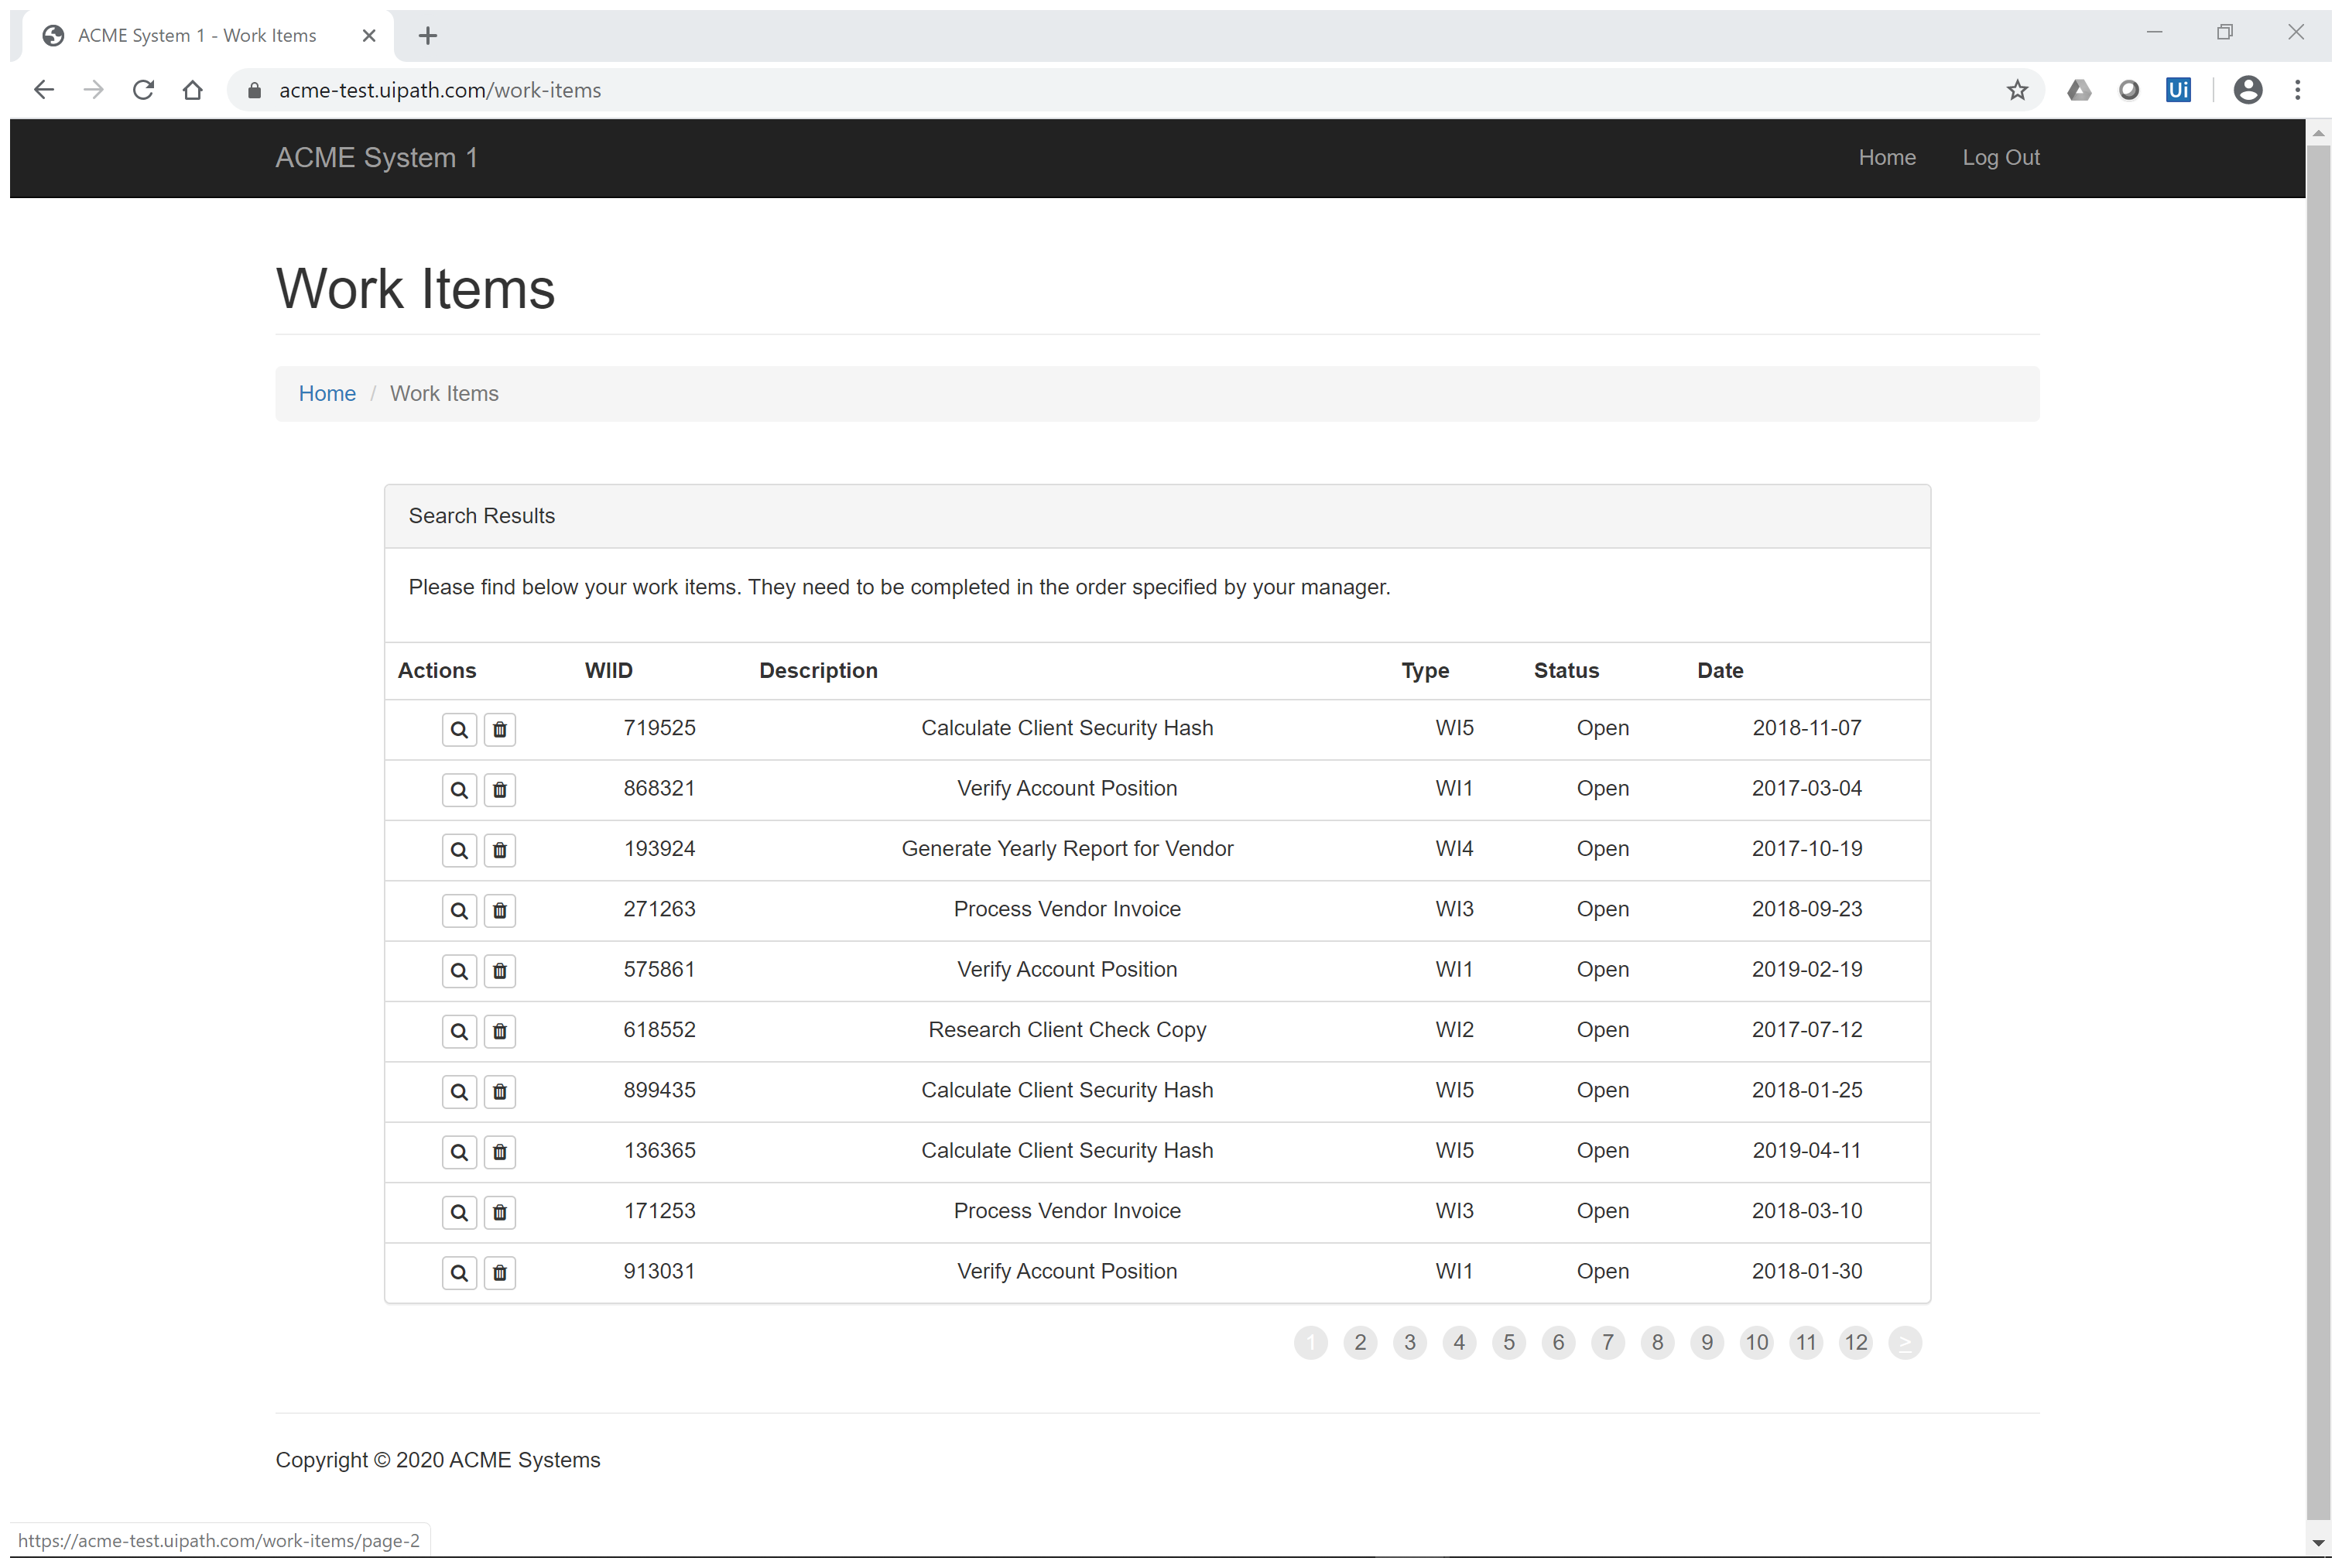 ACME System 1 - Work Items
acme-test.uipath.com/work-items
Ui
ACME System 1 Home Log Out
Work Items
Home / Work Items
Search Results
Please find below your work items. They need to be completed in the order specified by your manager.
Actions WIID Description Type Status Date
719525 Calculate Client Security Hash WI5 Open 2018-11-07
868321 Verify Account Position WI1 Open 2017-03-04
193924 Generate Yearly Report for Vendor WI4 Open 2017-10-19
271263 Process Vendor Invoice WI3 Open 2018-09-23
575861 Verify Account Position WI1 Open 2019-02-19
618552 Research Client Check Copy WI2 Open 2017-07-12
899435 Calculate Client Security Hash WI5 Open 2018-01-25
136365 Calculate Client Security Hash WI5 Open 2019-04-11
171253 Process Vendor Invoice WI3 Open 2018-03-10
913031 Verify Account Position WI1 Open 2018-01-30
1 2 3 4 5 6 7 8 9 10 11 12 >
Copyright © 2020 ACME Systems
https://acme-test.uipath.com/work-items/page-2